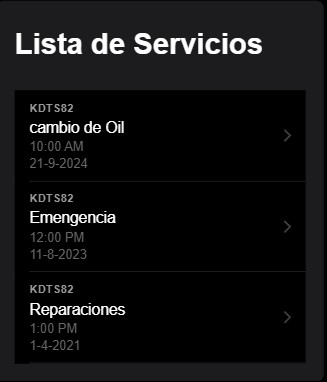 Lista de Servicios
KDTS82
cambio de Oil
10:00 AM
21-9-2024
KDTS82
Emengencia
12:00 PM
11-8-2023
KDTS82
Reparaciones
1:00 PM
1-4-2021